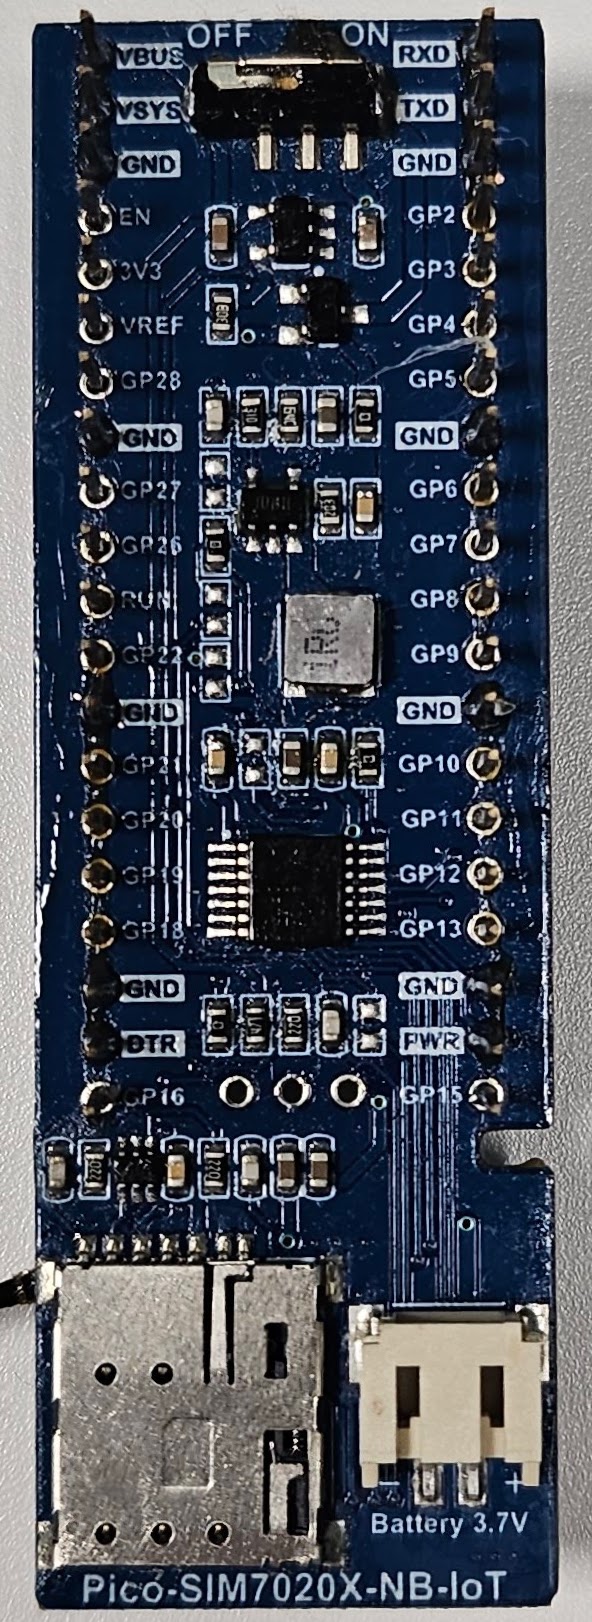 OFF ON
VBUS RXD
VSYS TXD
GND GND
EN GP2
3V3 GP3
VREF GP4
GP28 GP5
GND GND
GP27 GP6
GP26 GP7
RUN GP8
GP22 GP9
GND GND
GP21 GP10
GP20 GP11
GP19 GP12
GP18 GP13
GND GND
DTR PWR
GP16 GP15
- +
Battery 3.7V
Pico-SIM7020X-NB-IoT